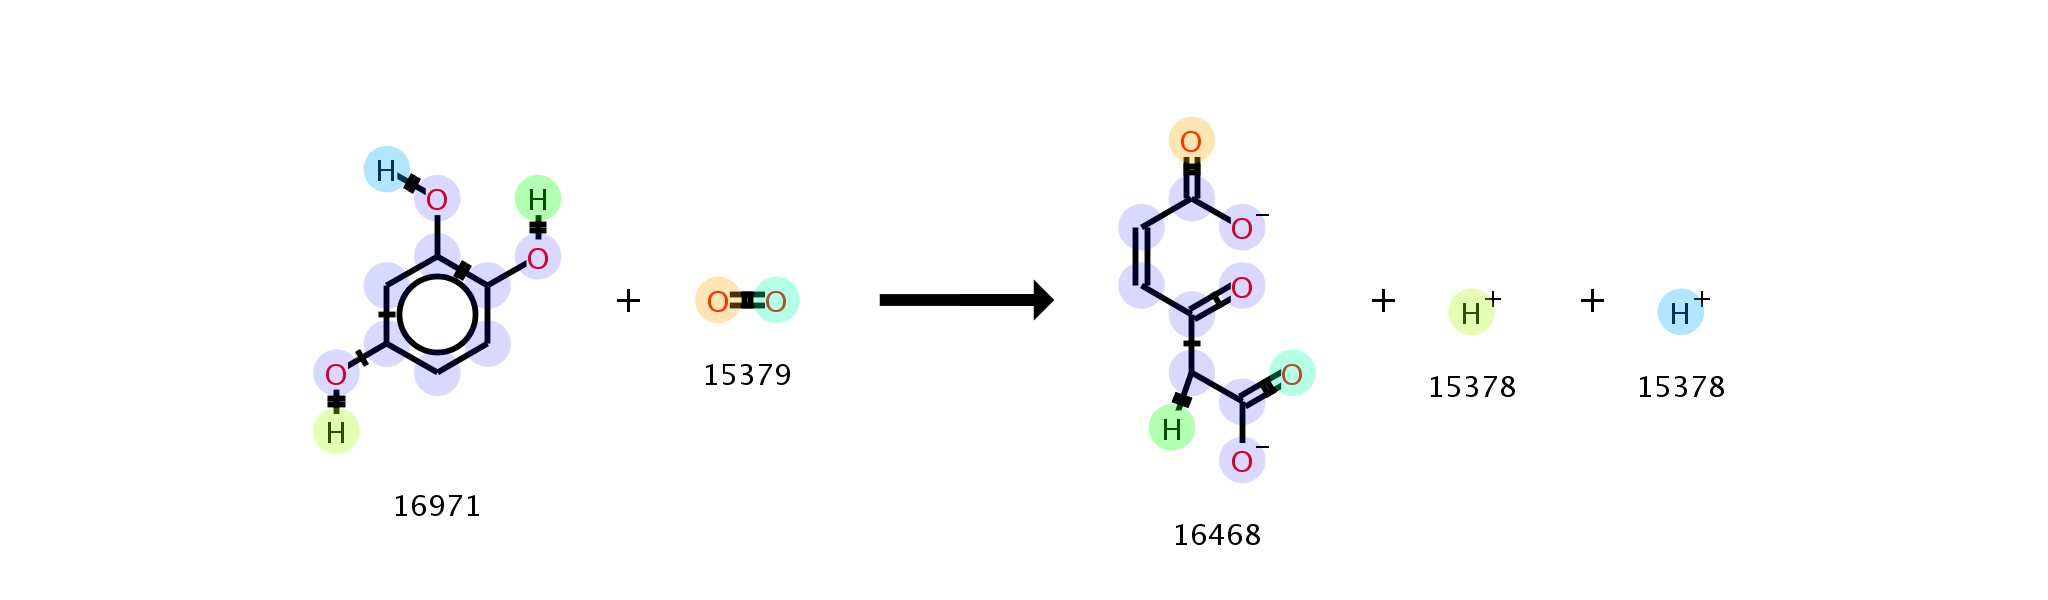 H O H O O H
16971
+
O O
15379
+
O O⁻ O O H O⁻
16468
+
H⁺
15378
+
H⁺
15378